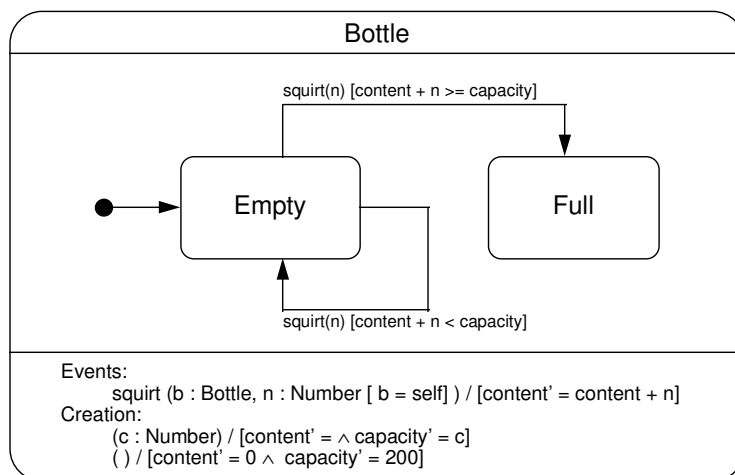 Bottle
squirt(n) [content + n >= capacity]
Empty
Full
squirt(n) [content + n < capacity]
Events:
squirt (b : Bottle, n : Number [ b = self] ) / [content' = content + n]
Creation:
(c : Number) / [content' = ∧ capacity' = c]
( ) / [content' = 0 ∧ capacity' = 200]